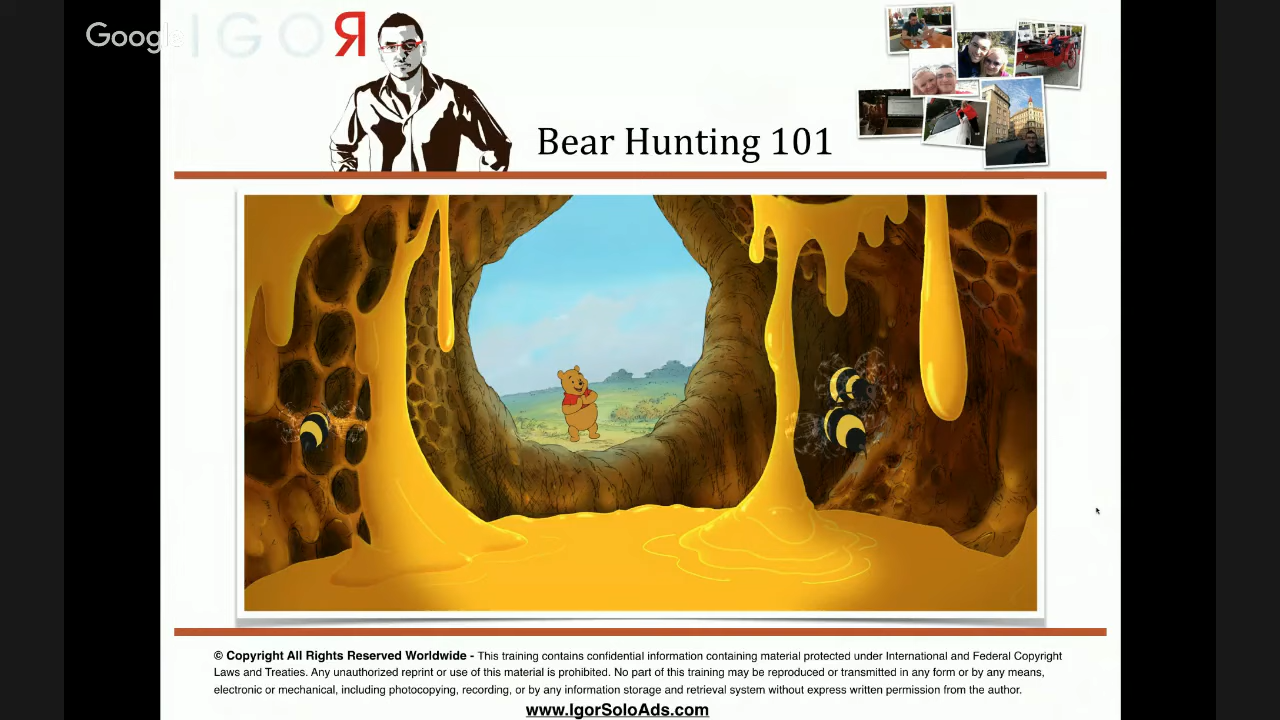 Google
IGOЯ
Bear Hunting 101
© Copyright All Rights Reserved Worldwide - This training contains confidential information containing material protected under International and Federal Copyright
Laws and Treaties. Any unauthorized reprint or use of this material is prohibited. No part of this training may be reproduced or transmitted in any form or by any means,
electronic or mechanical, including photocopying, recording, or by any information storage and retrieval system without express written permission from the author.
www.IgorSoloAds.com